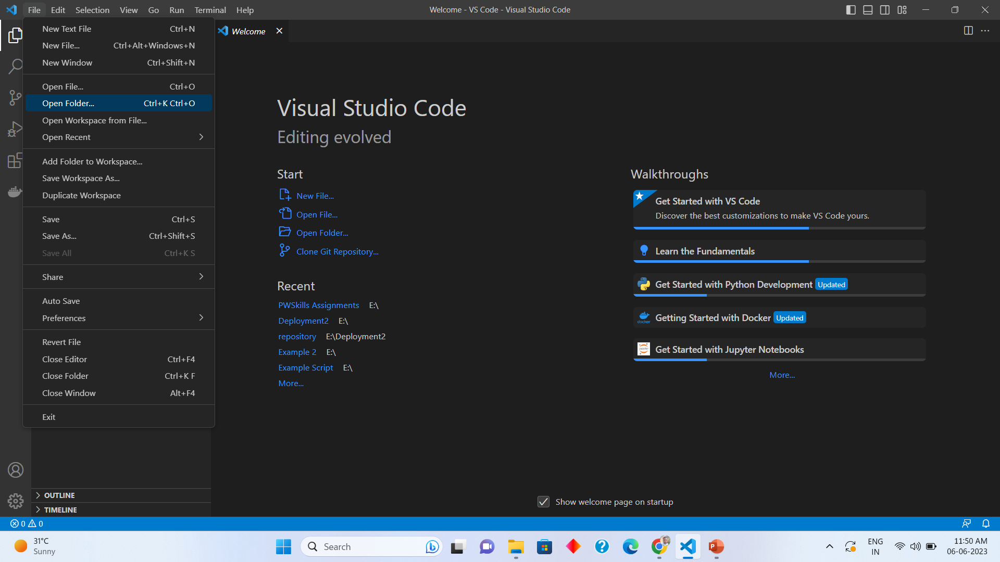 File Edit Selection View Go Run Terminal Help
Welcome - VS Code - Visual Studio Code
New Text File Ctrl+N
New File... Ctrl+Alt+Windows+N
New Window Ctrl+Shift+N
Open File... Ctrl+O
Open Folder... Ctrl+K Ctrl+O
Open Workspace from File...
Open Recent
Add Folder to Workspace...
Save Workspace As...
Duplicate Workspace
Save Ctrl+S
Save As... Ctrl+Shift+S
Save All Ctrl+K S
Share
Auto Save
Preferences
Revert File
Close Editor Ctrl+F4
Close Folder Ctrl+K F
Close Window Alt+F4
Exit
OUTLINE
TIMELINE
Welcome
Visual Studio Code
Editing evolved
Start
New File...
Open File...
Open Folder...
Clone Git Repository...
Recent
PWSkills Assignments E:\
Deployment2 E:\
repository E:\Deployment2
Example 2 E:\
Example Script E:\
More...
Walkthroughs
Get Started with VS Code
Discover the best customizations to make VS Code yours.
Learn the Fundamentals
Get Started with Python Development Updated
docker
Getting Started with Docker Updated
jupyter
Get Started with Jupyter Notebooks
More...
Show welcome page on startup
0 0
31°C
Sunny
Search
ENG
IN
11:50 AM
06-06-2023